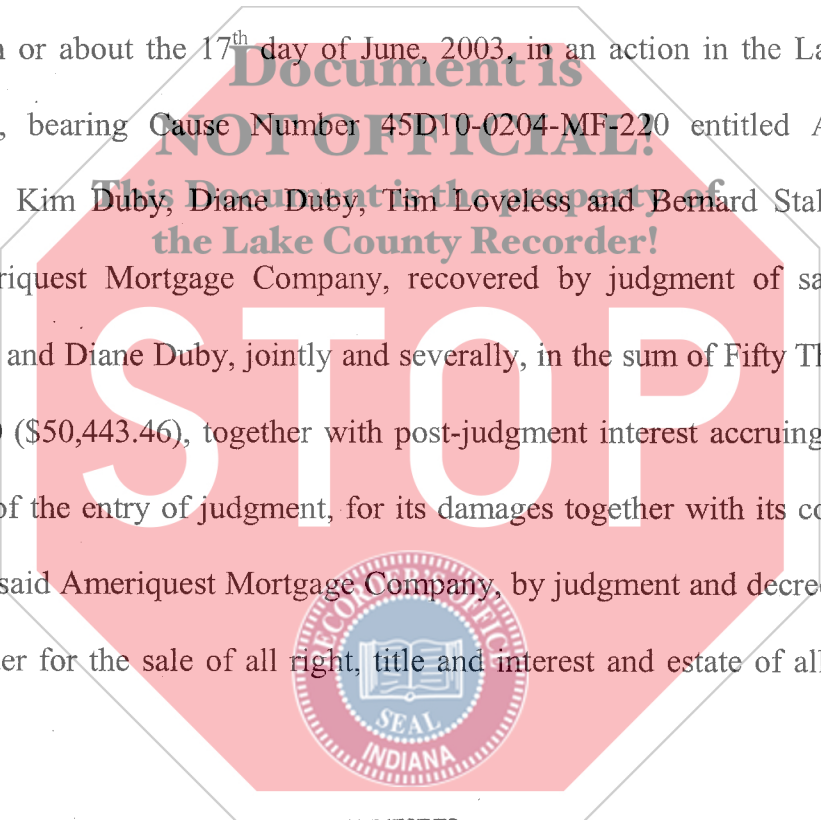 or about the 17th day of June, 2003, in an action in the La
Document is
, bearing Cause Number 45D10-0204-MF-220 entitled A
NOT OFFICIAL!
Kim Duby, Diane Duby, Tim Loveless and Bernard Stal
This Document is the property of
the Lake County Recorder!
riquest Mortgage Company, recovered by judgment of sa
STOP
and Diane Duby, jointly and severally, in the sum of Fifty Th
($50,443.46), together with post-judgment interest accruing
of the entry of judgment, for its damages together with its co
said Ameriquest Mortgage Company, by judgment and decre
er for the sale of all right, title and interest and estate of all
RECORDER'S OFFICE
SEAL
INDIANA